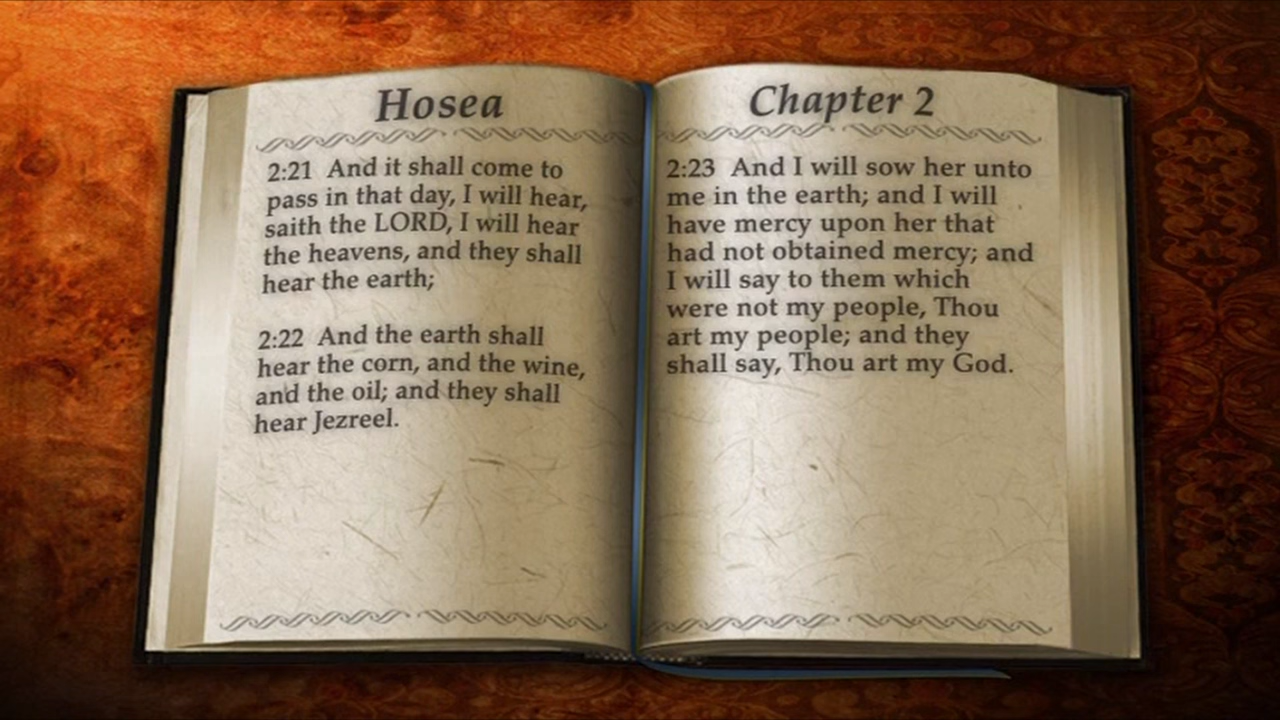 Hosea
2:21 And it shall come to
pass in that day, I will hear,
saith the LORD, I will hear
the heavens, and they shall
hear the earth;
2:22 And the earth shall
hear the corn, and the wine,
and the oil; and they shall
hear Jezreel.
Chapter 2
2:23 And I will sow her unto
me in the earth; and I will
have mercy upon her that
had not obtained mercy; and
I will say to them which
were not my people, Thou
art my people; and they
shall say, Thou art my God.